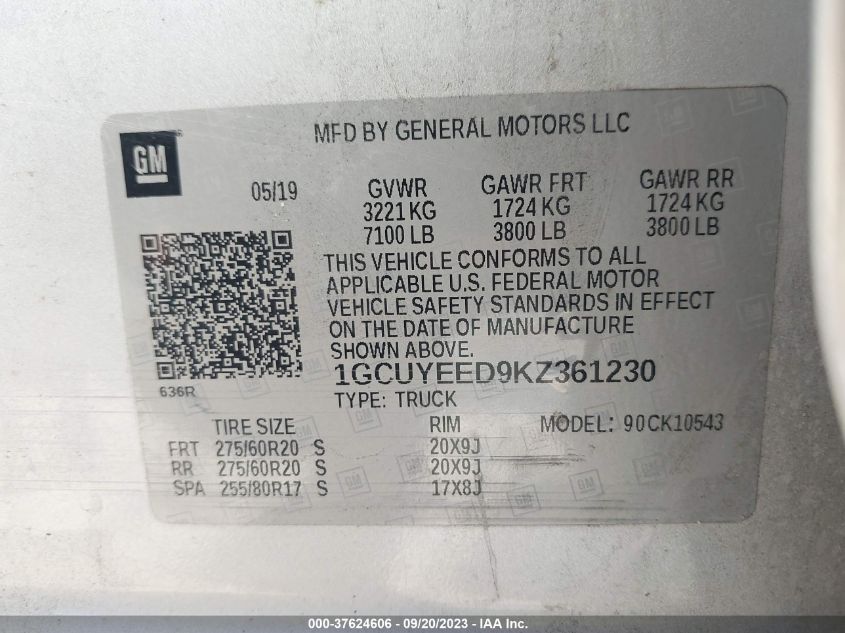 MFD BY GENERAL MOTORS LLC
GM
05/19 GVWR GAWR FRT GAWR RR
3221 KG 1724 KG 1724 KG
7100 LB 3800 LB 3800 LB
THIS VEHICLE CONFORMS TO ALL
APPLICABLE U.S. FEDERAL MOTOR
VEHICLE SAFETY STANDARDS IN EFFECT
ON THE DATE OF MANUFACTURE
SHOWN ABOVE.
1GCUYEED9KZ361230
636R
TYPE: TRUCK
TIRE SIZE RIM MODEL: 90CK10543
FRT 275/60R20 S 20X9J
RR 275/60R20 S 20X9J
SPA 255/80R17 S 17X8J
000-37624606 - 09/20/2023 - IAA Inc.